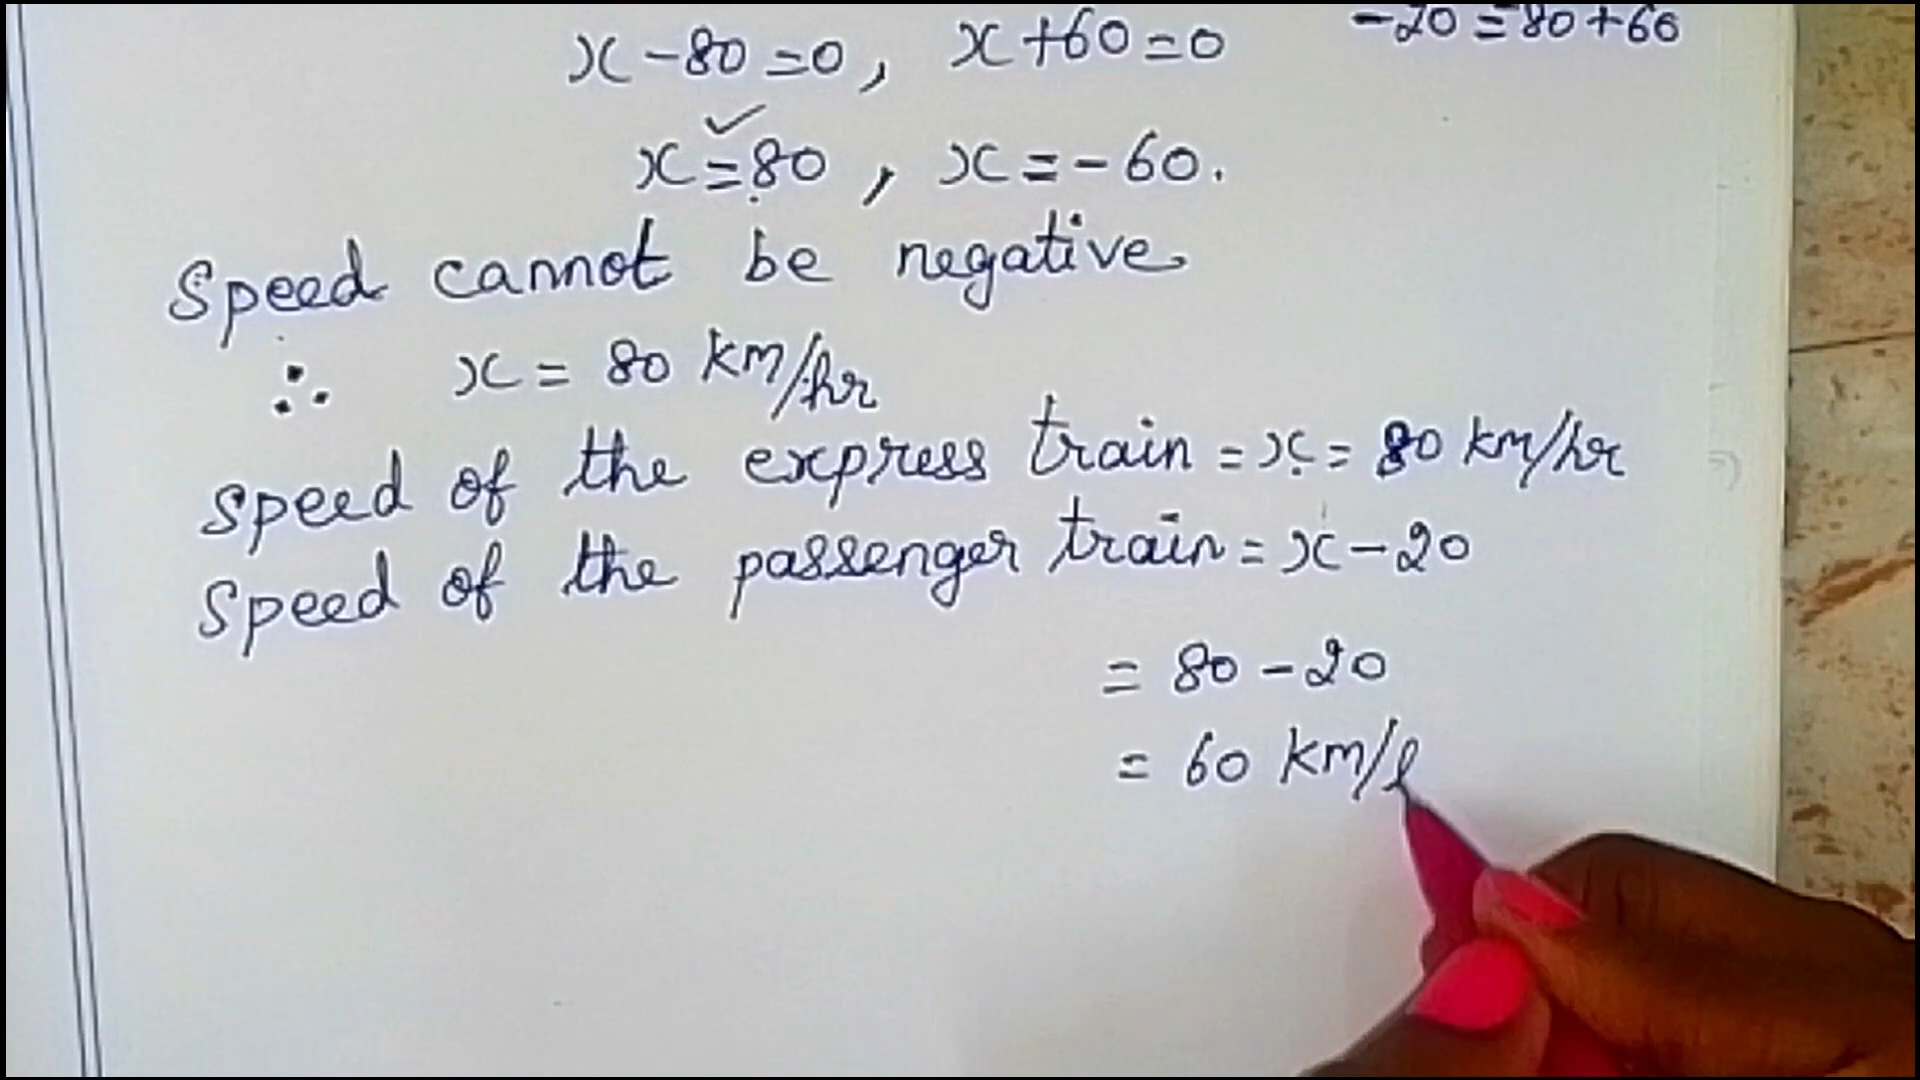 x - 80 = 0, x + 60 = 0
-20 = 80 + 60
x = 80, x = -60.
Speed cannot be negative
∴ x = 80 km/hr
Speed of the express train = x = 80 km/hr
Speed of the passenger train = x - 20
= 80 - 20
= 60 km/